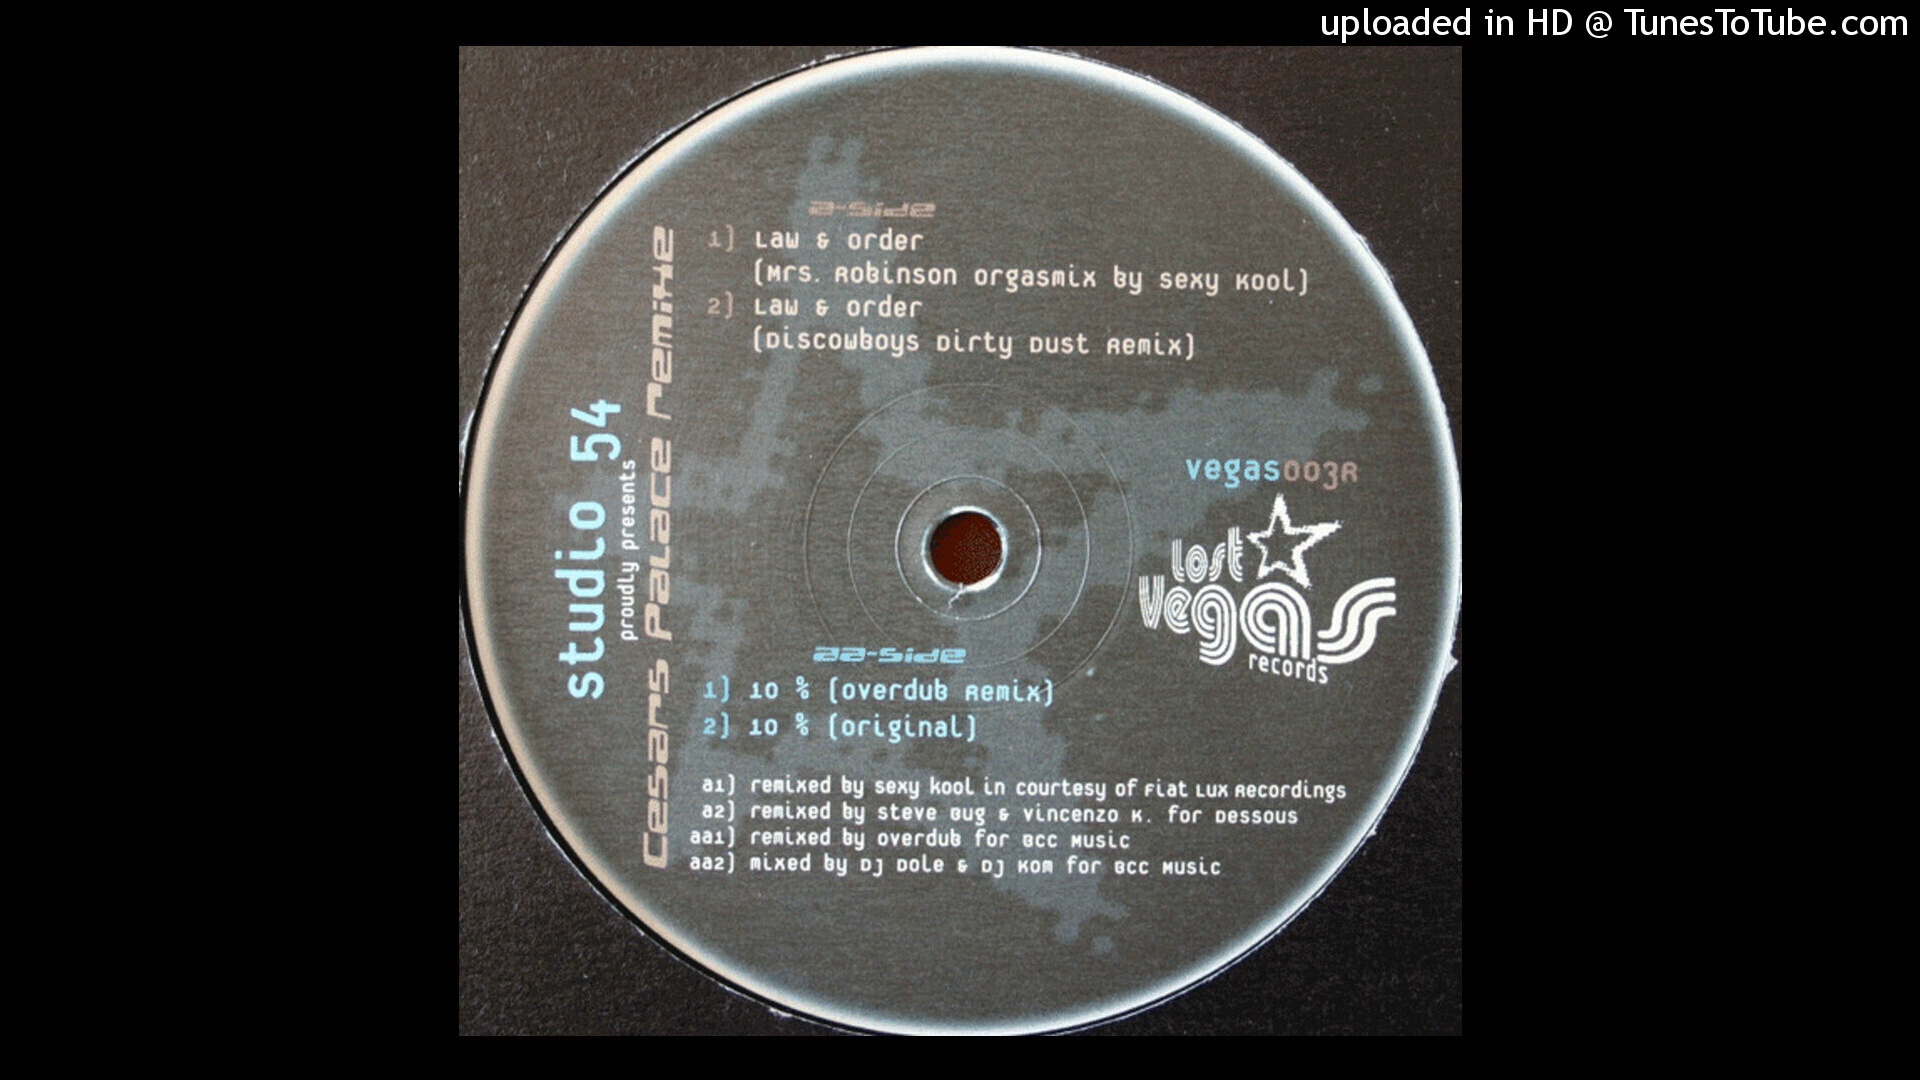 uploaded in HD @ TunesToTube.com
a-side
1) Law & Order
(Mrs. Robinson Orgasmix by Sexy Kool)
2) Law & Order
(Discowboys Dirty Dust Remix)
studio 54
proudly presents
Cesars Palace Remixe
vegas003R
Lost
Vegas
records
aa-side
1) 10 % (Overdub Remix)
2) 10 % (original)
a1) remixed by sexy kool in courtesy of Fiat Lux Recordings
a2) remixed by Steve Bug & Vincenzo K. for Dessous
aa1) remixed by Overdub for BCC Music
aa2) mixed by DJ Dole & DJ Kom for BCC Music